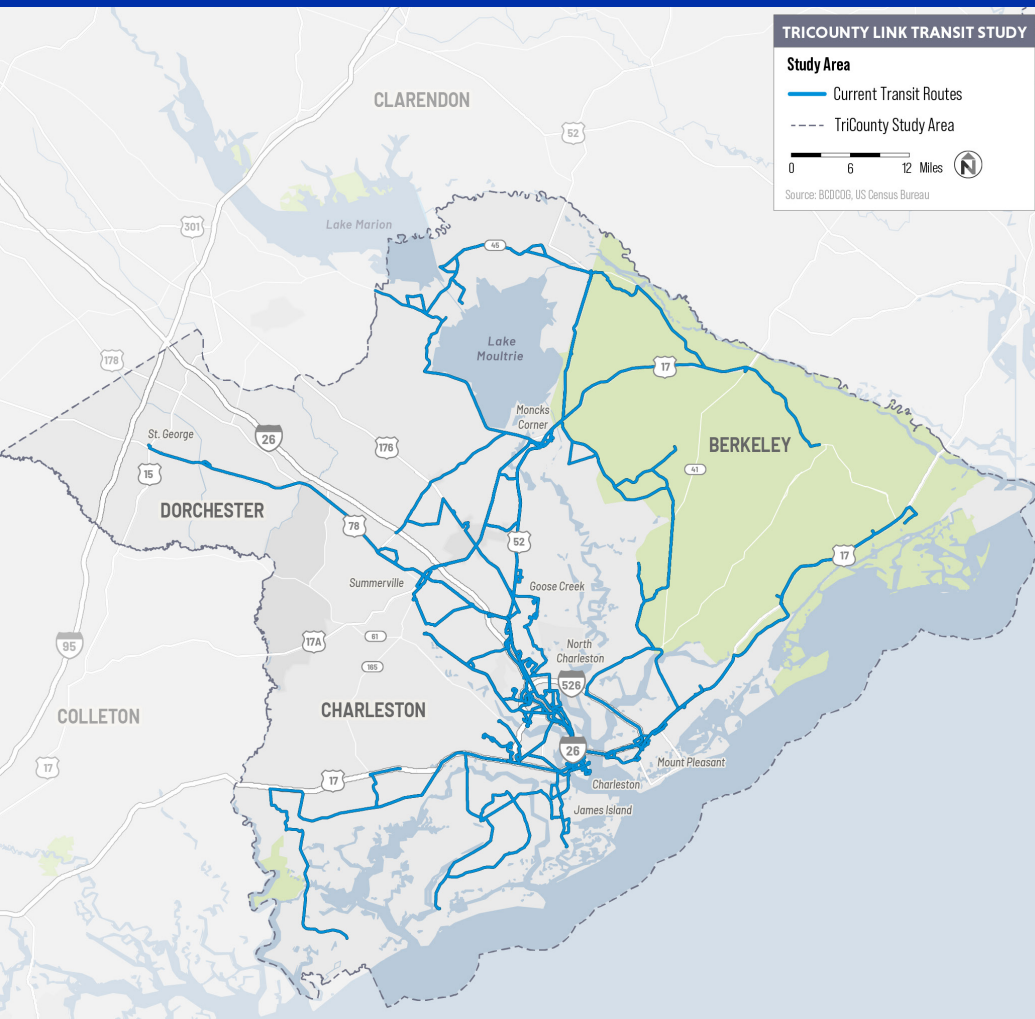 TRICOUNTY LINK TRANSIT STUDY
Study Area
Current Transit Routes
TriCounty Study Area
0 6 12 Miles N
Source: BCDCOG, US Census Bureau
CLARENDON
52
301
Lake Marion
45
178
Lake
Moultrie
17
Moncks
Corner
St. George
26
176
BERKELEY
15
41
DORCHESTER
78
52
17
Summerville
Goose Creek
95
17A
61
North
Charleston
165
526
COLLETON
CHARLESTON
26
17
17
Mount Pleasant
Charleston
James Island